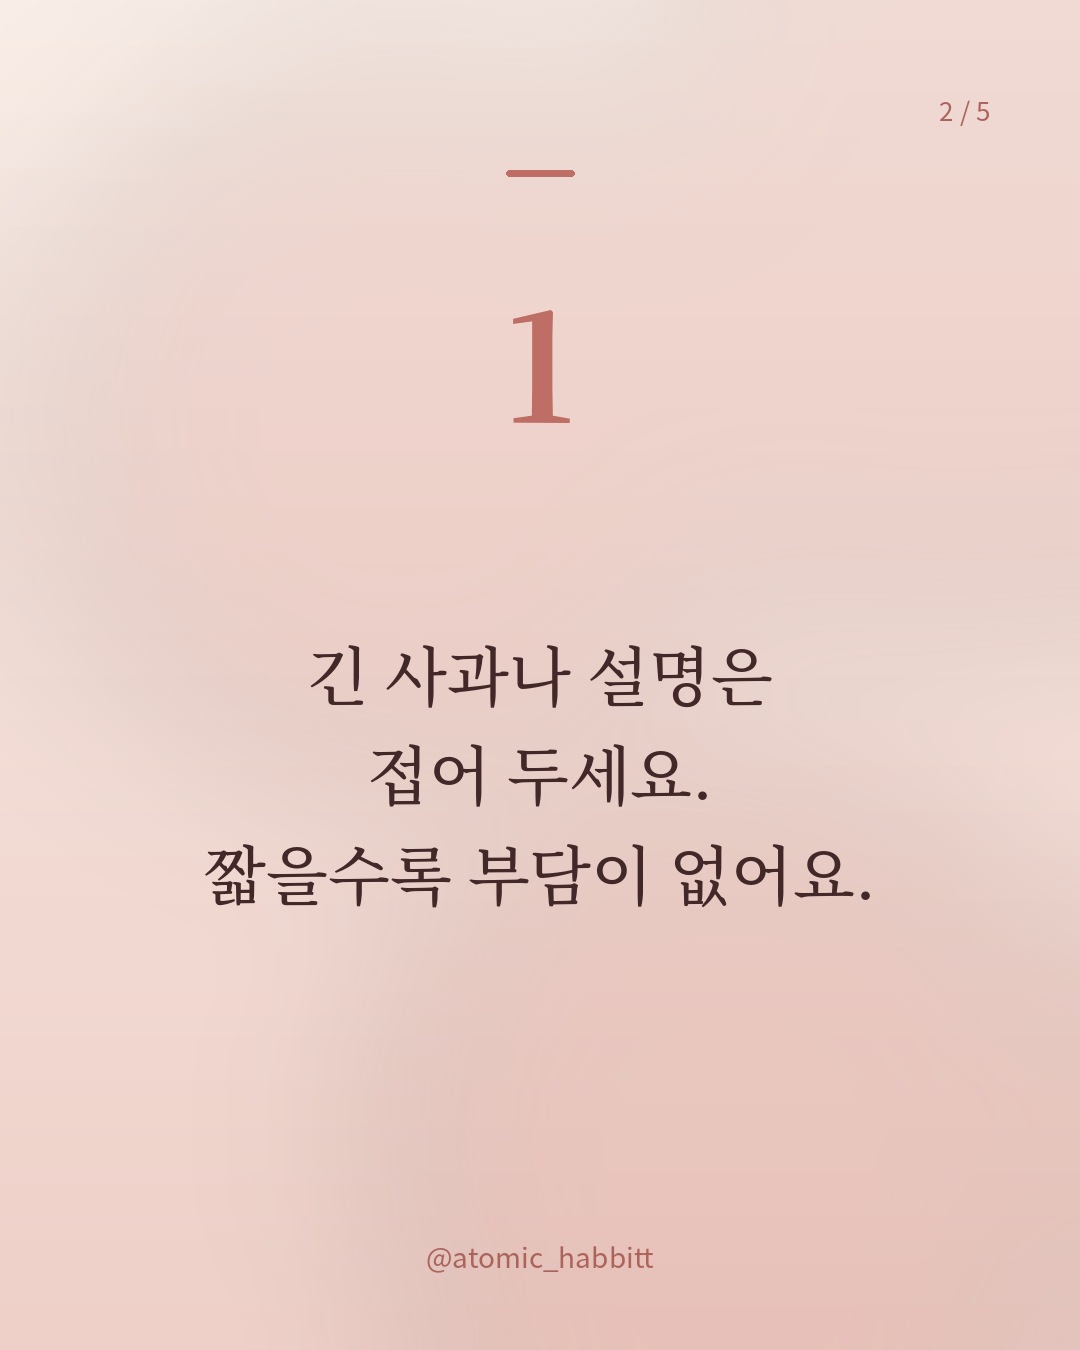 2 / 5
1
긴 사과나 설명은
접어 두세요.
짧을수록 부담이 없어요.
@atomic_habbitt